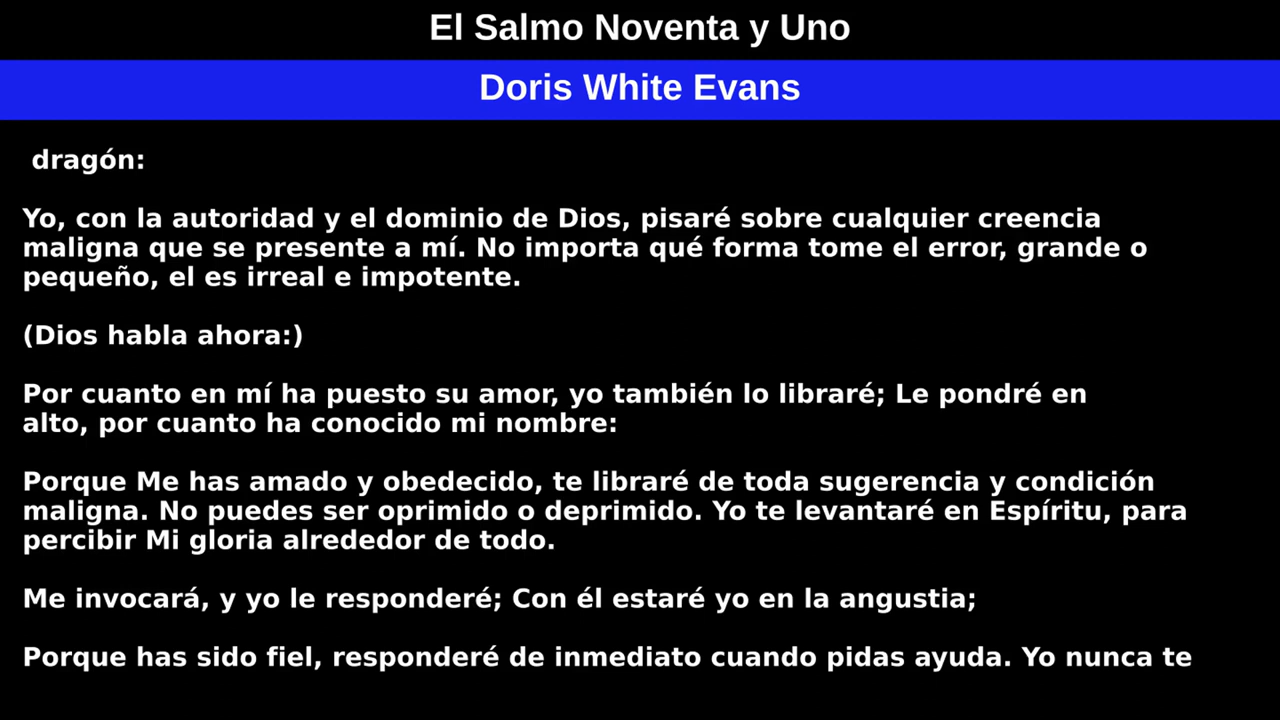 El Salmo Noventa y Uno
Doris White Evans
dragón:
Yo, con la autoridad y el dominio de Dios, pisaré sobre cualquier creencia
maligna que se presente a mí. No importa qué forma tome el error, grande o
pequeño, el es irreal e impotente.
(Dios habla ahora:)
Por cuanto en mí ha puesto su amor, yo también lo libraré; Le pondré en
alto, por cuanto ha conocido mi nombre:
Porque Me has amado y obedecido, te libraré de toda sugerencia y condición
maligna. No puedes ser oprimido o deprimido. Yo te levantaré en Espíritu, para
percibir Mi gloria alrededor de todo.
Me invocará, y yo le responderé; Con él estaré yo en la angustia;
Porque has sido fiel, responderé de inmediato cuando pidas ayuda. Yo nunca te